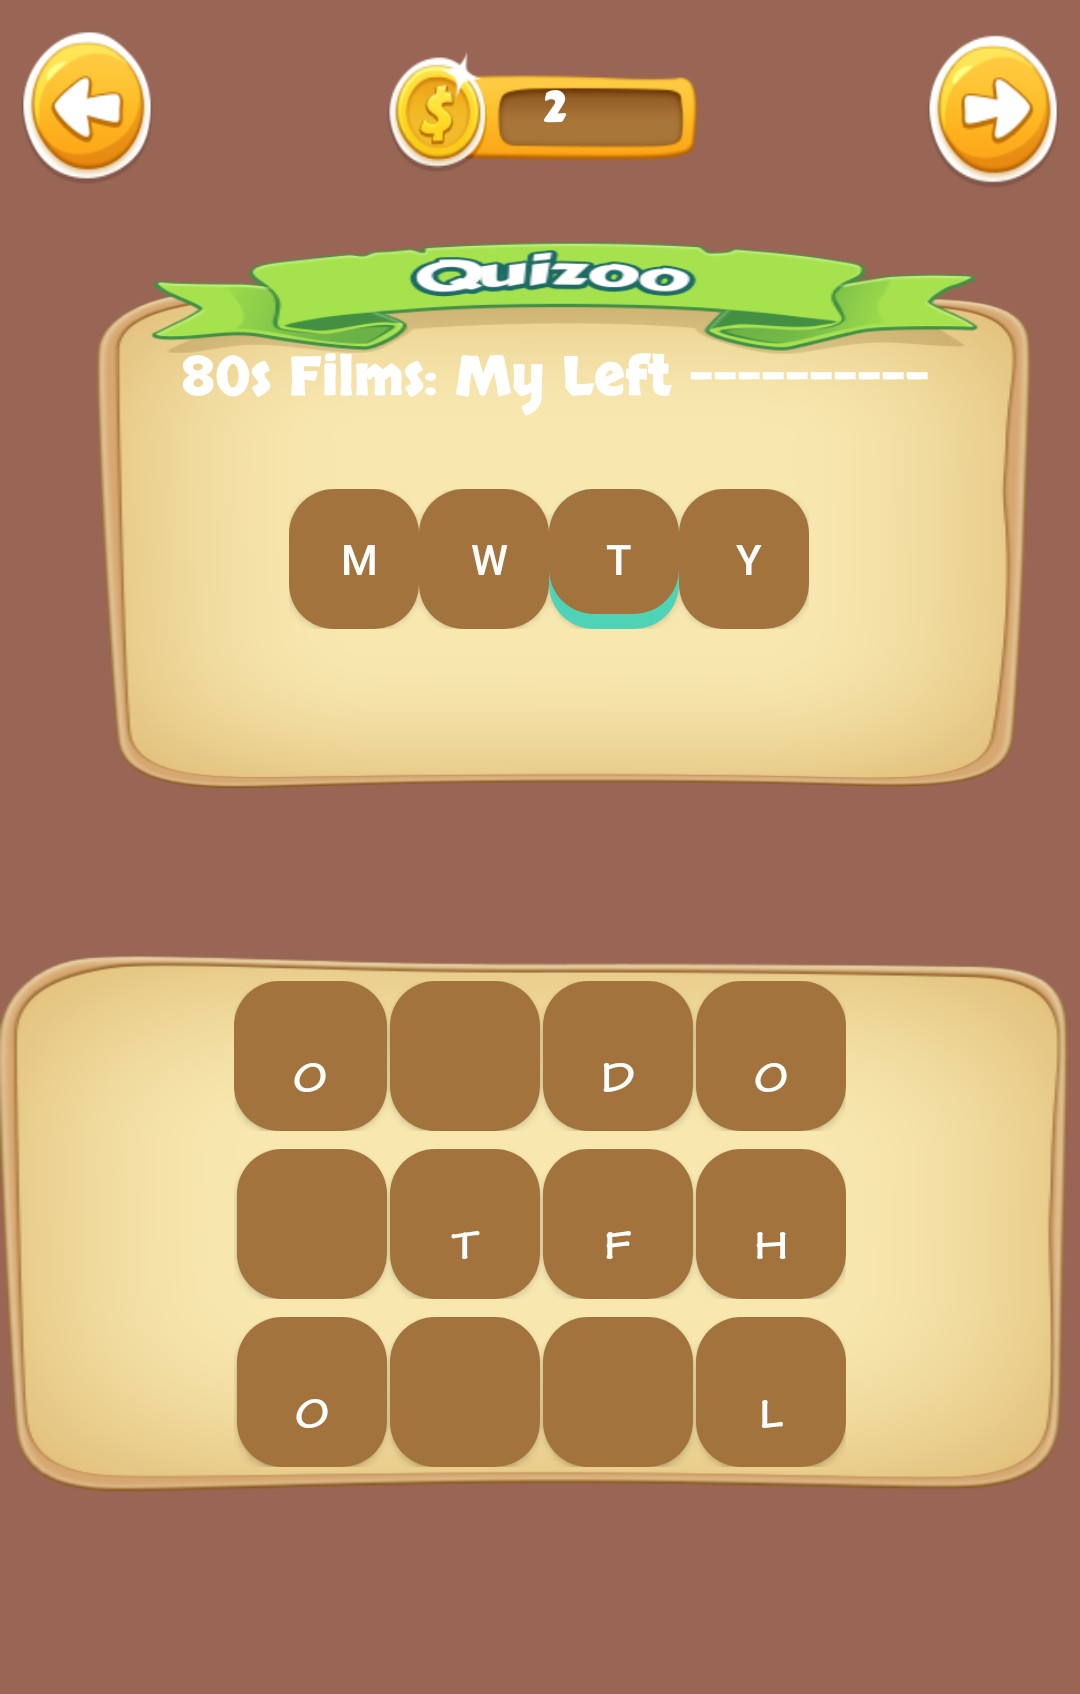 $ 2
Quizoo
80s Films: My Left ----------
M W T Y
O D O
T F H
O L